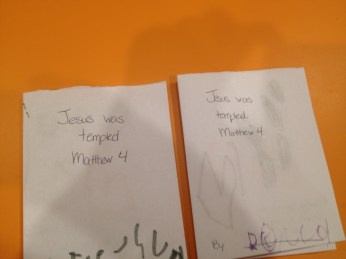 Jesus was
tempted
Matthew 4
Jesus was
tempted
Matthew 4
By